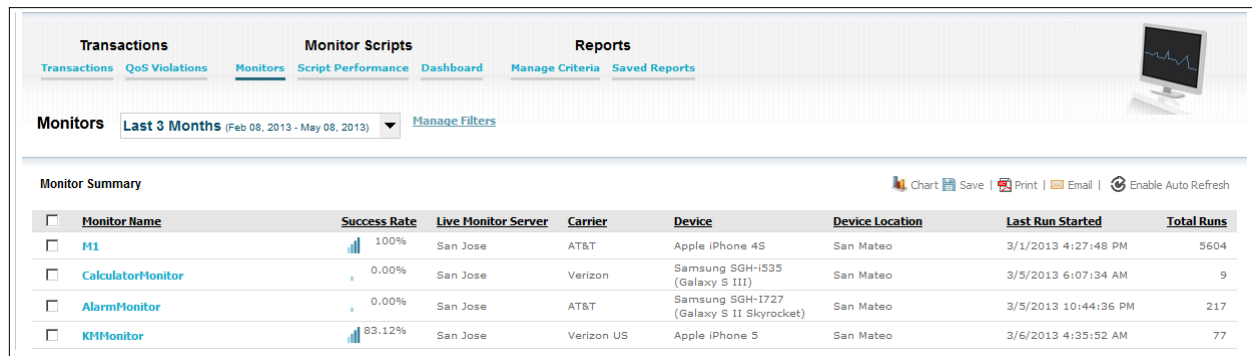 Transactions Monitor Scripts Reports
Transactions QoS Violations Monitors Script Performance Dashboard Manage Criteria Saved Reports
Monitors Last 3 Months (Feb 08, 2013 - May 08, 2013) Manage Filters
Monitor Summary Chart Save | Print | Email | Enable Auto Refresh
Monitor Name Success Rate Live Monitor Server Carrier Device Device Location Last Run Started Total Runs
M1 100% San Jose AT&T Apple iPhone 4S San Mateo 3/1/2013 4:27:48 PM 5604
CalculatorMonitor 0.00% San Jose Verizon Samsung SGH-i535 (Galaxy S III) San Mateo 3/5/2013 6:07:34 AM 9
AlarmMonitor 0.00% San Jose AT&T Samsung SGH-I727 (Galaxy S II Skyrocket) San Mateo 3/5/2013 10:44:36 PM 217
KMMonitor 83.12% San Jose Verizon US Apple iPhone 5 San Mateo 3/6/2013 4:35:52 AM 77